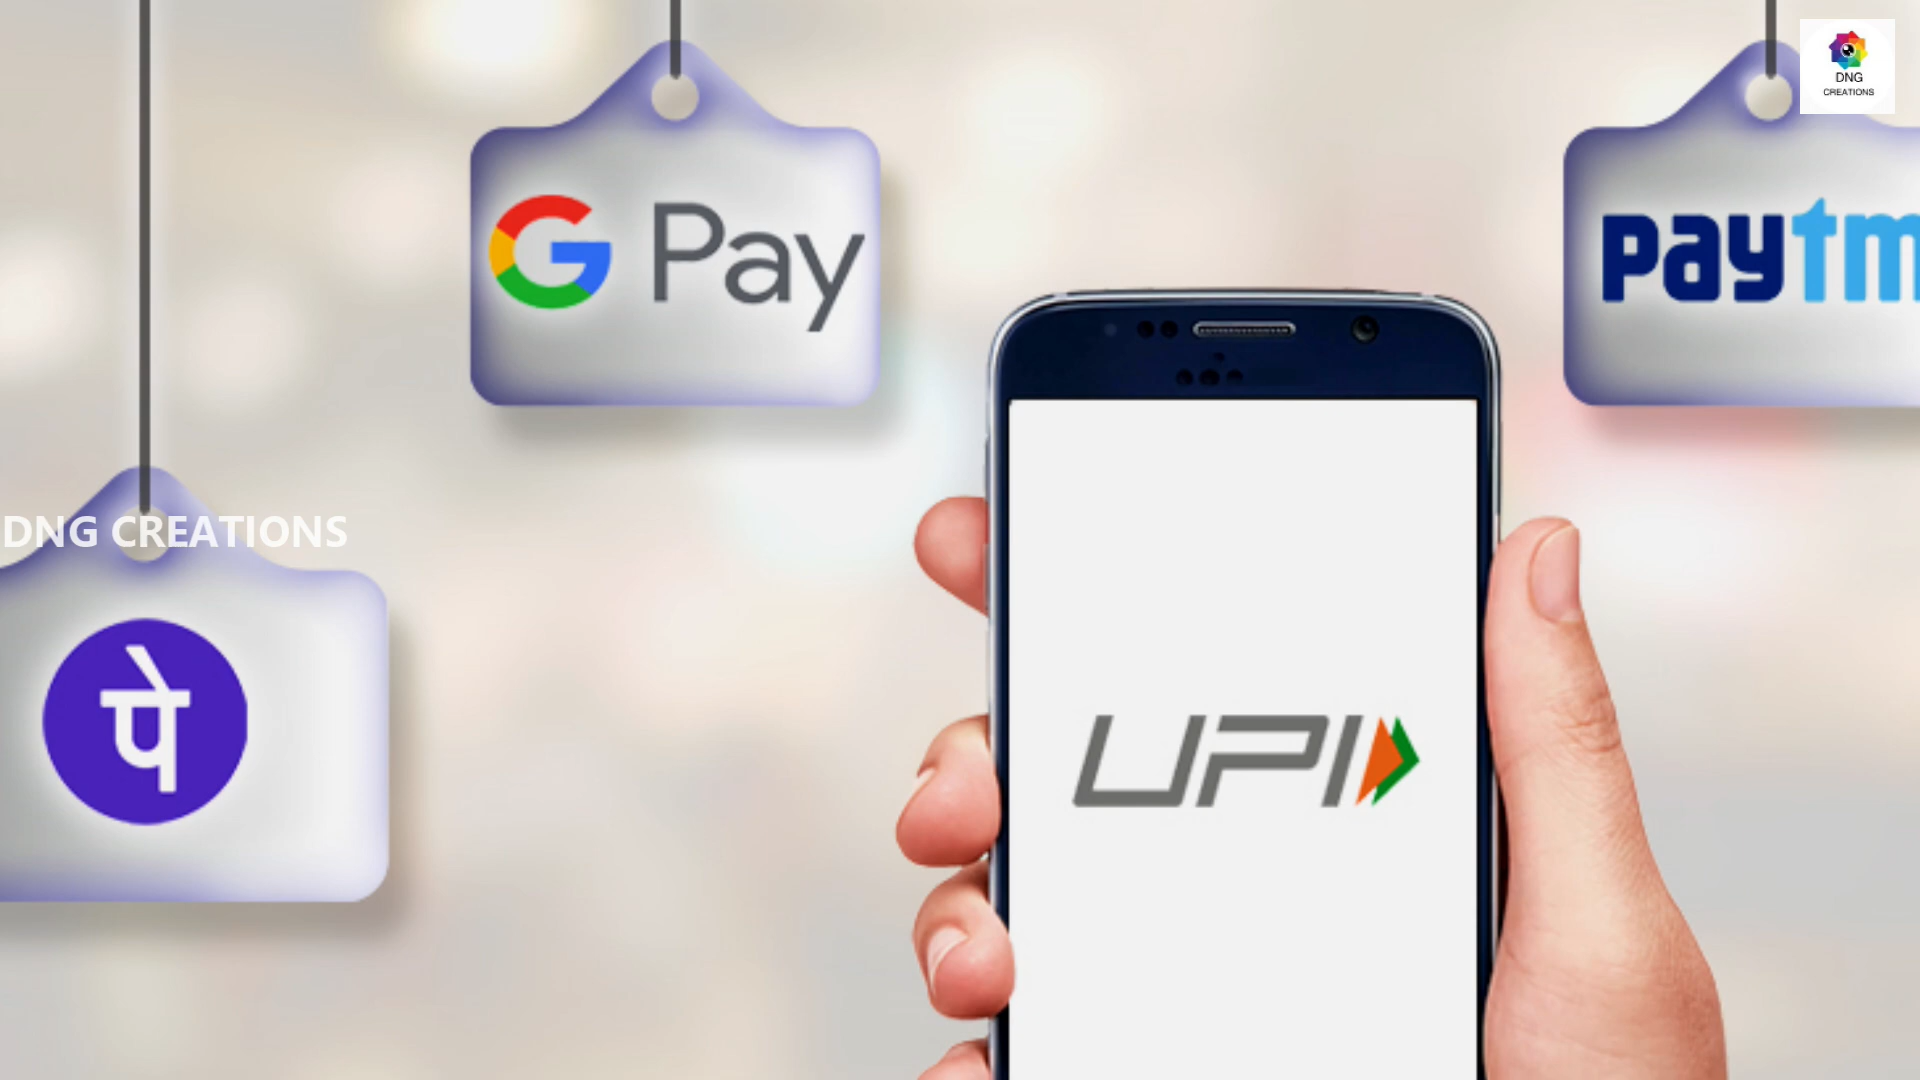 G Pay
DNG
CREATIONS
paytm
DNG CREATIONS
पे
UPI